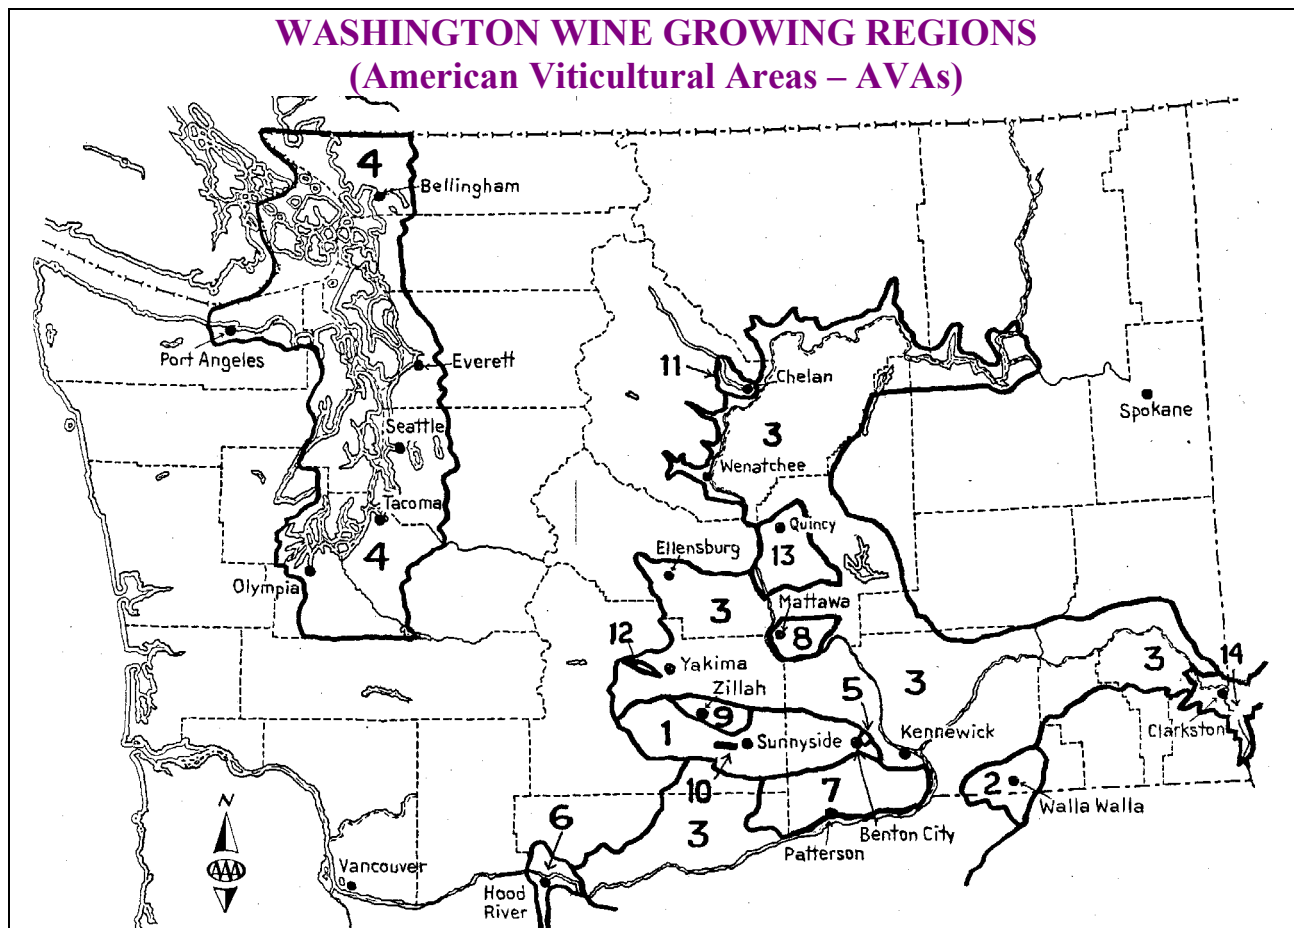 WASHINGTON WINE GROWING REGIONS
(American Viticultural Areas – AVAs)
4
Bellingham
Port Angeles
Everett
11
Chelan
Spokane
Seattle
3
Wenatchee
Tacoma
Quincy
4
Ellensburg
13
Olympia
Mattawa
3
8
12
Yakima
3
14
Zillah
5
3
9
1
Sunnyside
Kennewick
Clarkston
10
7
2
Walla Walla
N
6
3
Benton City
Patterson
AAA
Vancouver
Hood
River